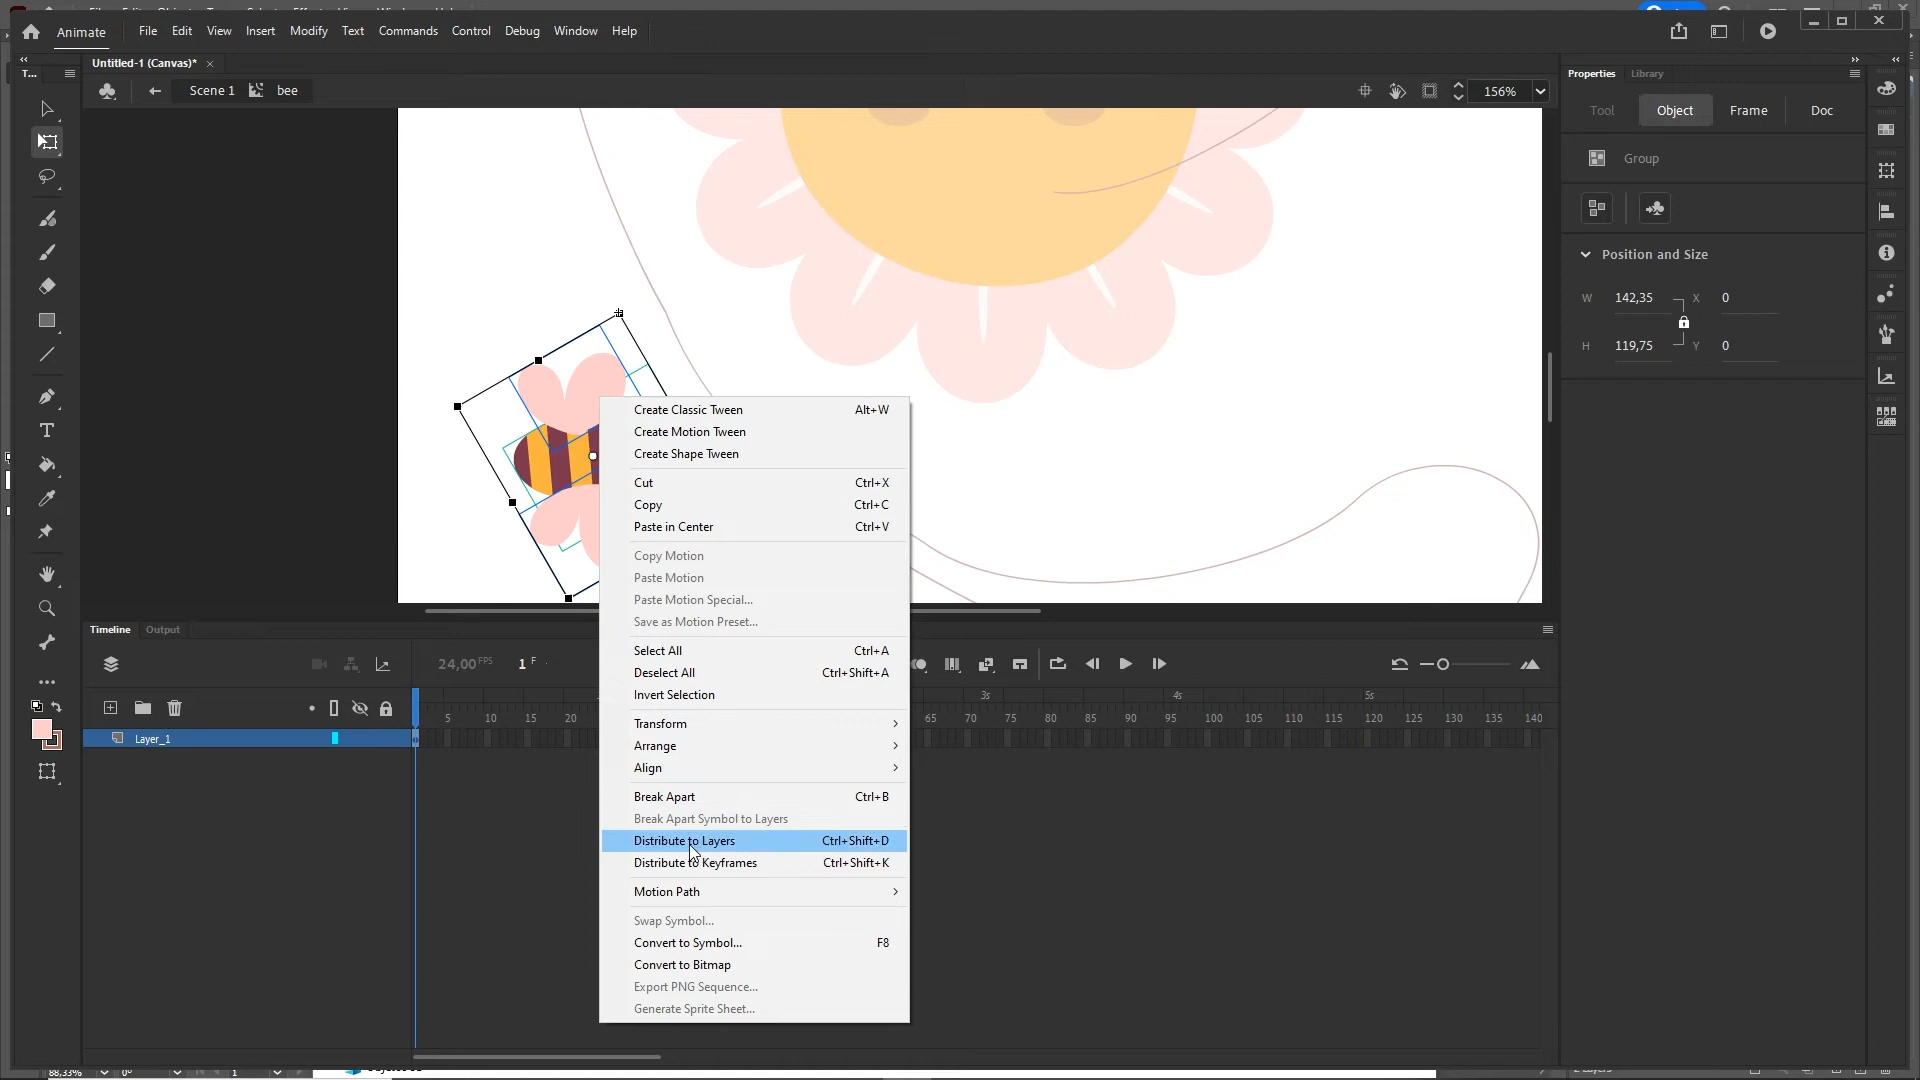 Animate
File Edit View Insert Modify Text Commands Control Debug Window Help
T...
Untitled-1 (Canvas)*
Scene 1 bee
156%
Properties Library
Tool Object Frame Doc
Group
Position and Size
W 142,35 X 0
H 119,75 Y 0
Create Classic Tween Alt+W
Create Motion Tween
Create Shape Tween
Cut Ctrl+X
Copy Ctrl+C
Paste in Center Ctrl+V
Copy Motion
Paste Motion
Paste Motion Special...
Save as Motion Preset...
Select All Ctrl+A
Deselect All Ctrl+Shift+A
Invert Selection
Transform
Arrange
Align
Break Apart Ctrl+B
Break Apart Symbol to Layers
Distribute to Layers Ctrl+Shift+D
Distribute to Keyframes Ctrl+Shift+K
Motion Path
Swap Symbol...
Convert to Symbol... F8
Convert to Bitmap
Export PNG Sequence...
Generate Sprite Sheet...
Timeline Output
24,00 FPS 1 F
3s 4s 5s
5 10 15 20 65 70 75 80 85 90 95 100 105 110 115 120 125 130 135 140
Layer_1
88,33% 0° 1